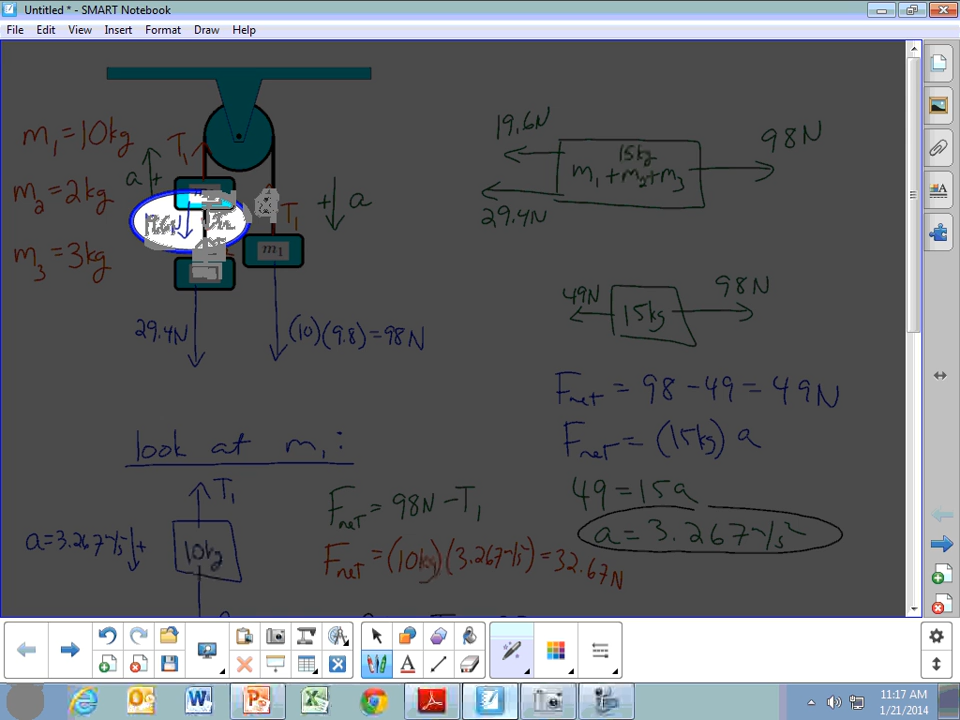 Untitled * - SMART Notebook
File Edit View Insert Format Draw Help
m₁ = 10kg
T₁
a +
m₂ = 2kg
19.6N
T₁
+ a
m₃ = 3kg
m₁
29.4N
(10)(9.8) = 98N
19.6N
98N
15kg
m₁ + m₂ + m₃
29.4N
49N
98N
15kg
Fnet = 98 - 49 = 49N
Fnet = (15kg) a
49 = 15a
a = 3.267 m/s²
look at m₁:
T₁
a = 3.267 m/s² +
10kg
Fnet = 98N - T₁
Fnet = (10kg)(3.267 m/s²) = 32.67N
11:17 AM
1/21/2014